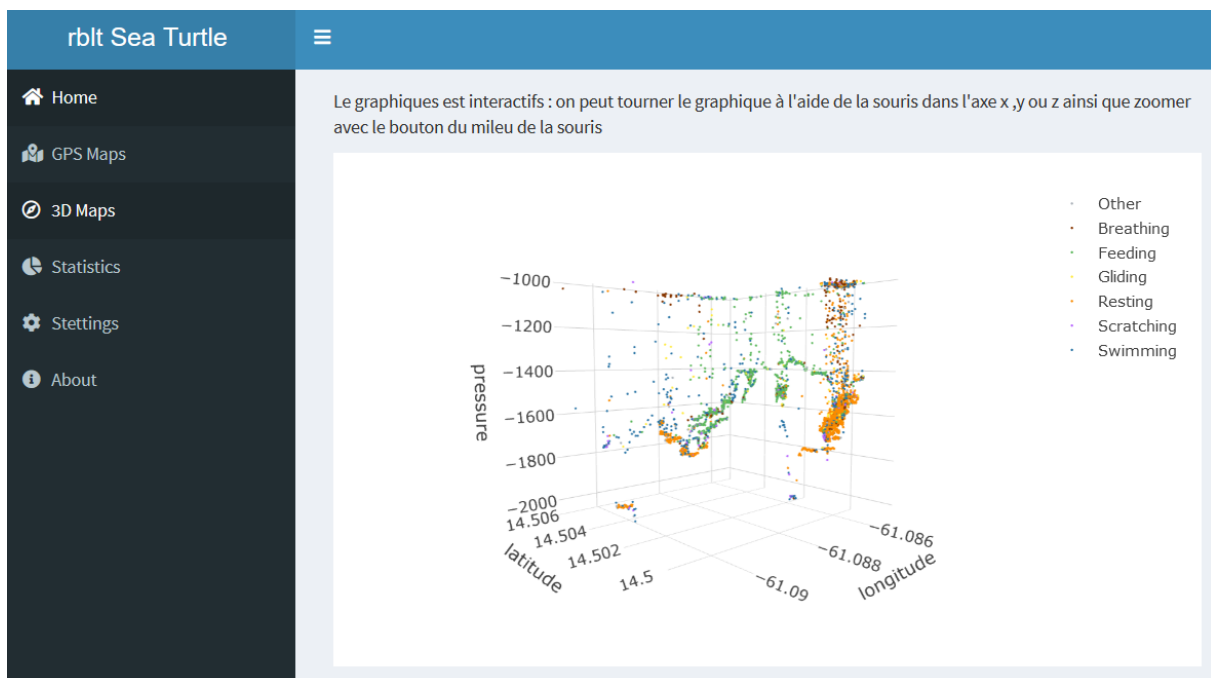 rblt Sea Turtle
Home
GPS Maps
3D Maps
Statistics
Stettings
About
Le graphiques est interactifs : on peut tourner le graphique à l'aide de la souris dans l'axe x ,y ou z ainsi que zoomer
avec le bouton du mileu de la souris
Other
Breathing
Feeding
Gliding
Resting
Scratching
Swimming
−1000
−1200
−1400
−1600
−1800
−2000
pressure
14.506
14.504
14.502
14.5
latitude
−61.09
−61.088
−61.086
longitude